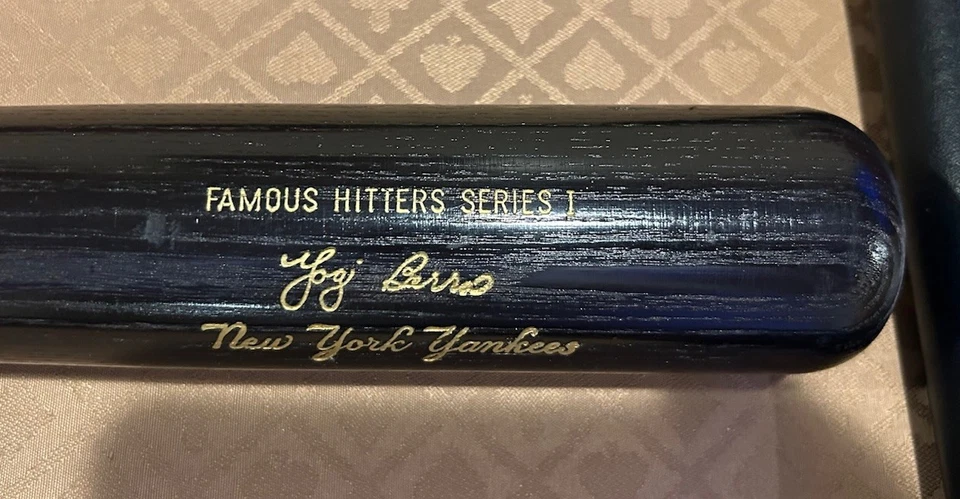 FAMOUS HITTERS SERIES I
Yogi Berra
New York Yankees